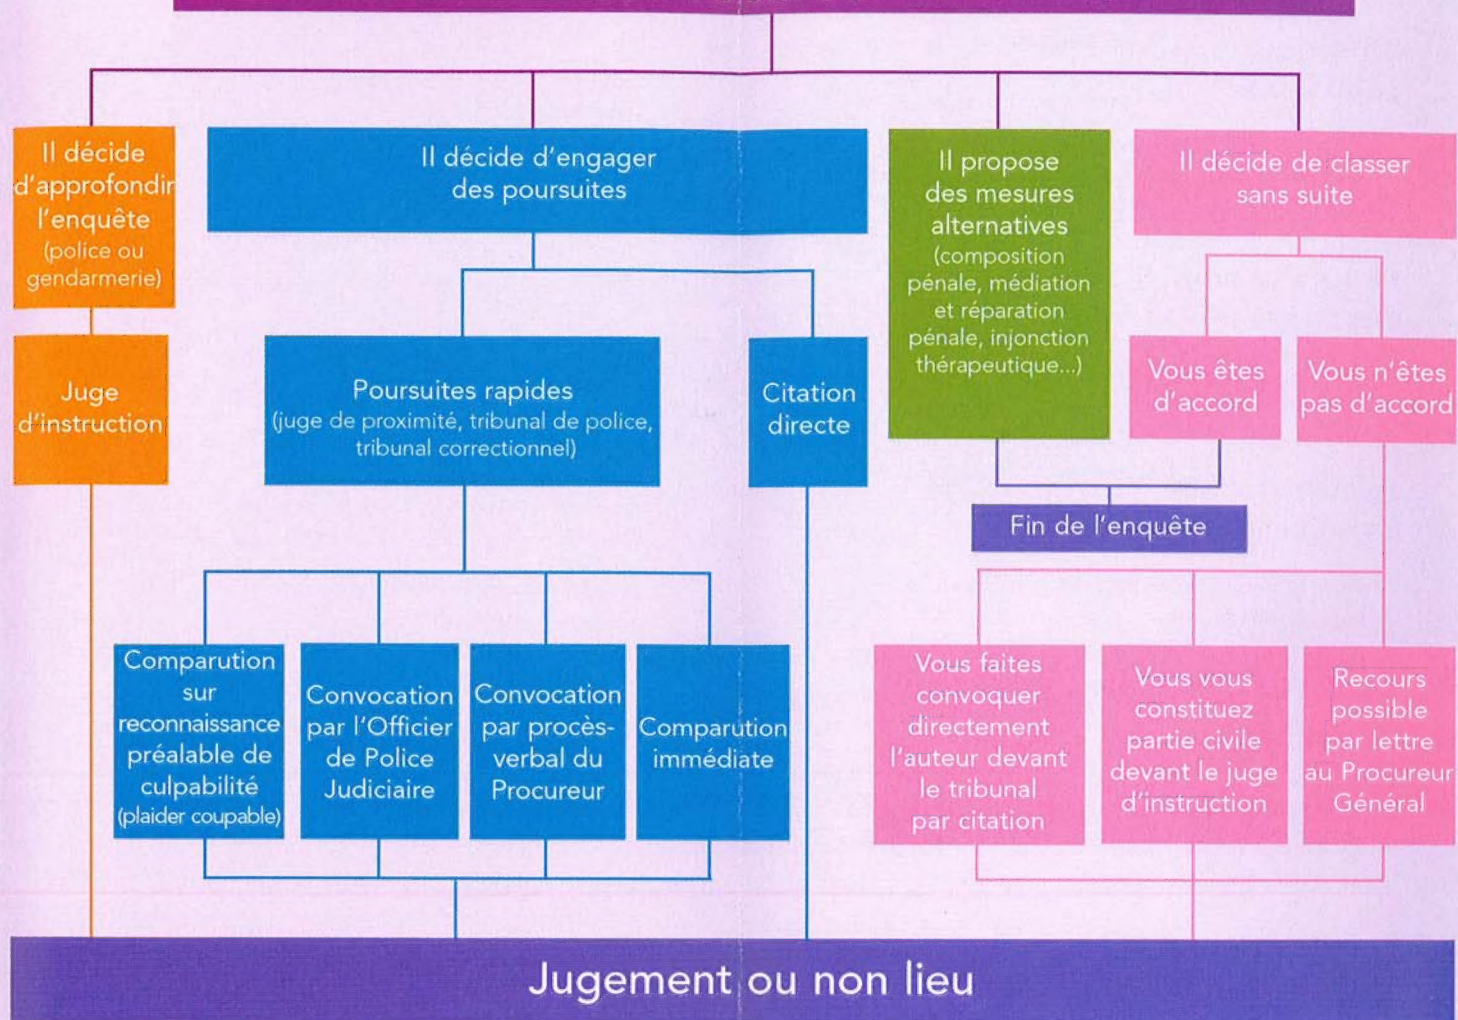 Il décide
d'approfondir
l'enquête
(police ou
gendarmerie)
Il décide d'engager
des poursuites
Il propose
des mesures
alternatives
(composition
pénale, médiation
et réparation
pénale, injonction
thérapeutique...)
Il décide de classer
sans suite
Juge
d'instruction
Poursuites rapides
(juge de proximité, tribunal de police,
tribunal correctionnel)
Citation
directe
Vous êtes
d'accord
Vous n'êtes
pas d'accord
Fin de l'enquête
Comparution
sur
reconnaissance
préalable de
culpabilité
(plaider coupable)
Convocation
par l'Officier
de Police
Judiciaire
Convocation
par procès-
verbal du
Procureur
Comparution
immédiate
Vous faites
convoquer
directement
l'auteur devant
le tribunal
par citation
Vous vous
constituez
partie civile
devant le juge
d'instruction
Recours
possible
par lettre
au Procureur
Général
Jugement ou non lieu